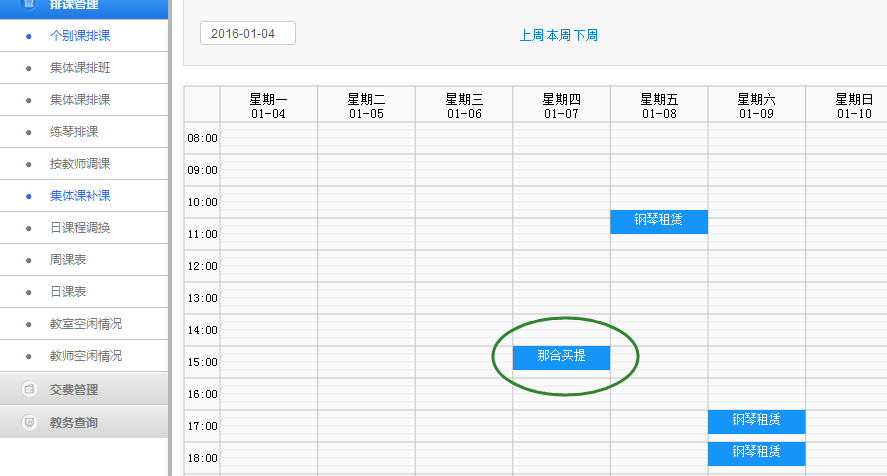 排课管理
个别课排课
集体课排班
集体课排课
练琴排课
按教师调课
集体课补课
日课程调换
周课表
日课表
教室空闲情况
教师空闲情况
交费管理
教务查询
2016-01-04
上周本周下周
星期一 星期二 星期三 星期四 星期五 星期六 星期日
01-04 01-05 01-06 01-07 01-08 01-09 01-10
08:00
09:00
10:00
钢琴租赁
11:00
12:00
13:00
14:00
那合买提
15:00
16:00
钢琴租赁
17:00
钢琴租赁
18:00